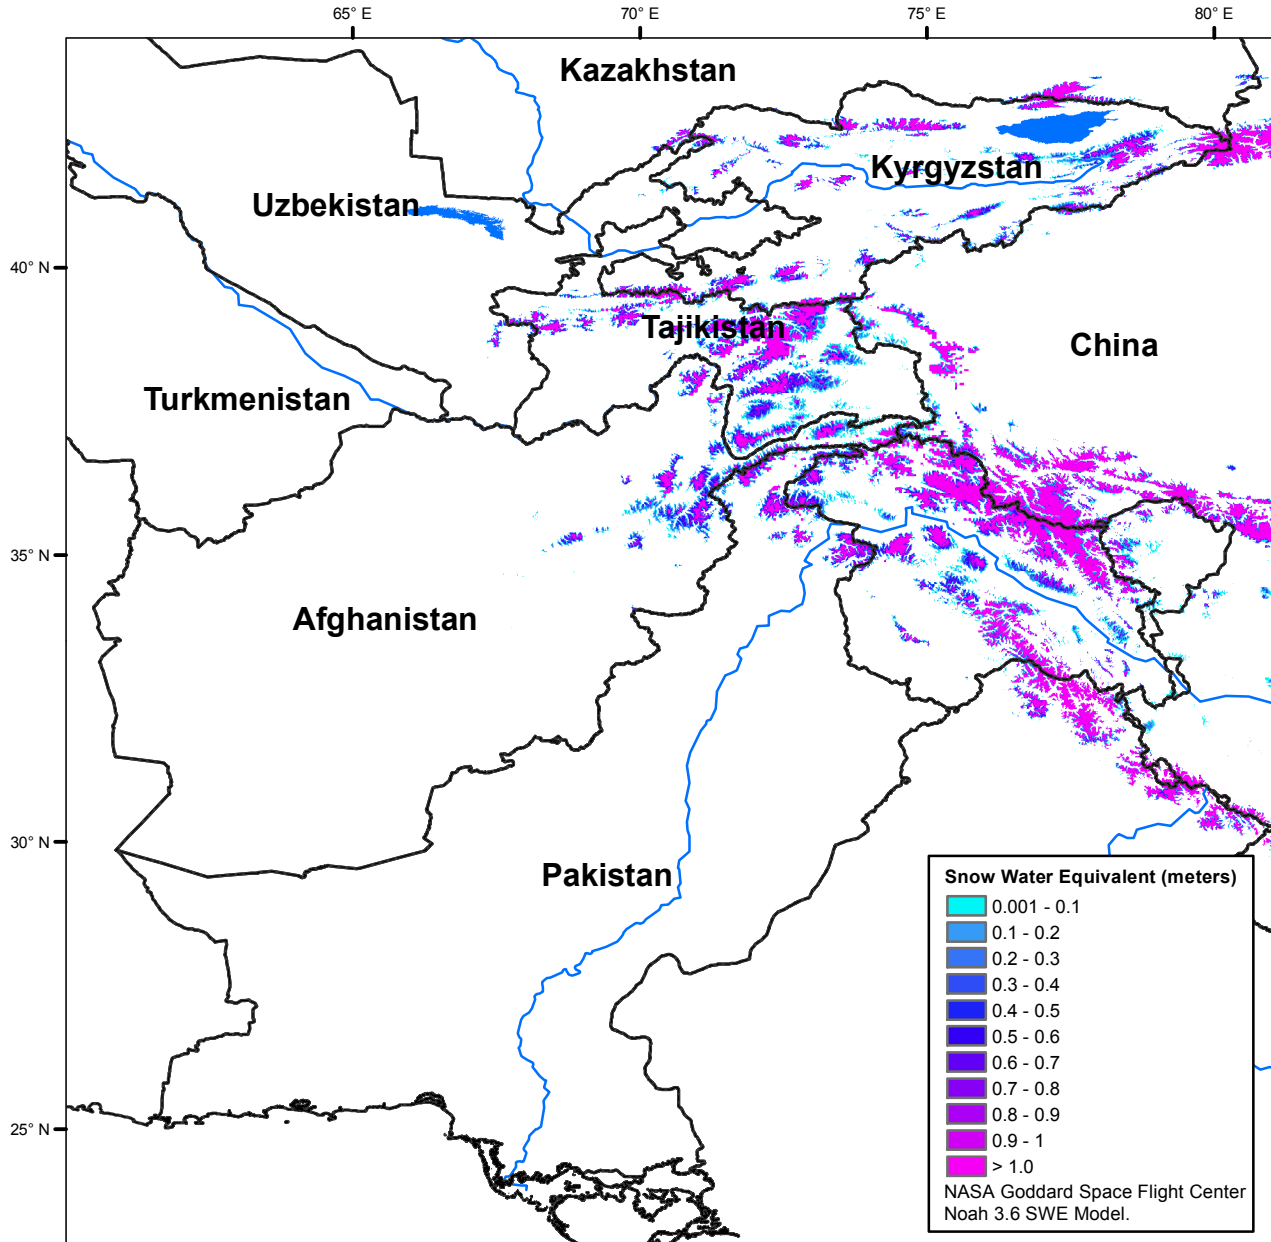 65° E
70° E
75° E
80° E
Kazakhstan
Kyrgyzstan
Uzbekistan
40° N
Tajikistan
China
Turkmenistan
35° N
Afghanistan
30° N
Pakistan
Snow Water Equivalent (meters)
0.001 - 0.1
0.1 - 0.2
0.2 - 0.3
0.3 - 0.4
0.4 - 0.5
0.5 - 0.6
0.6 - 0.7
0.7 - 0.8
0.8 - 0.9
0.9 - 1
> 1.0
25° N
NASA Goddard Space Flight Center
Noah 3.6 SWE Model.